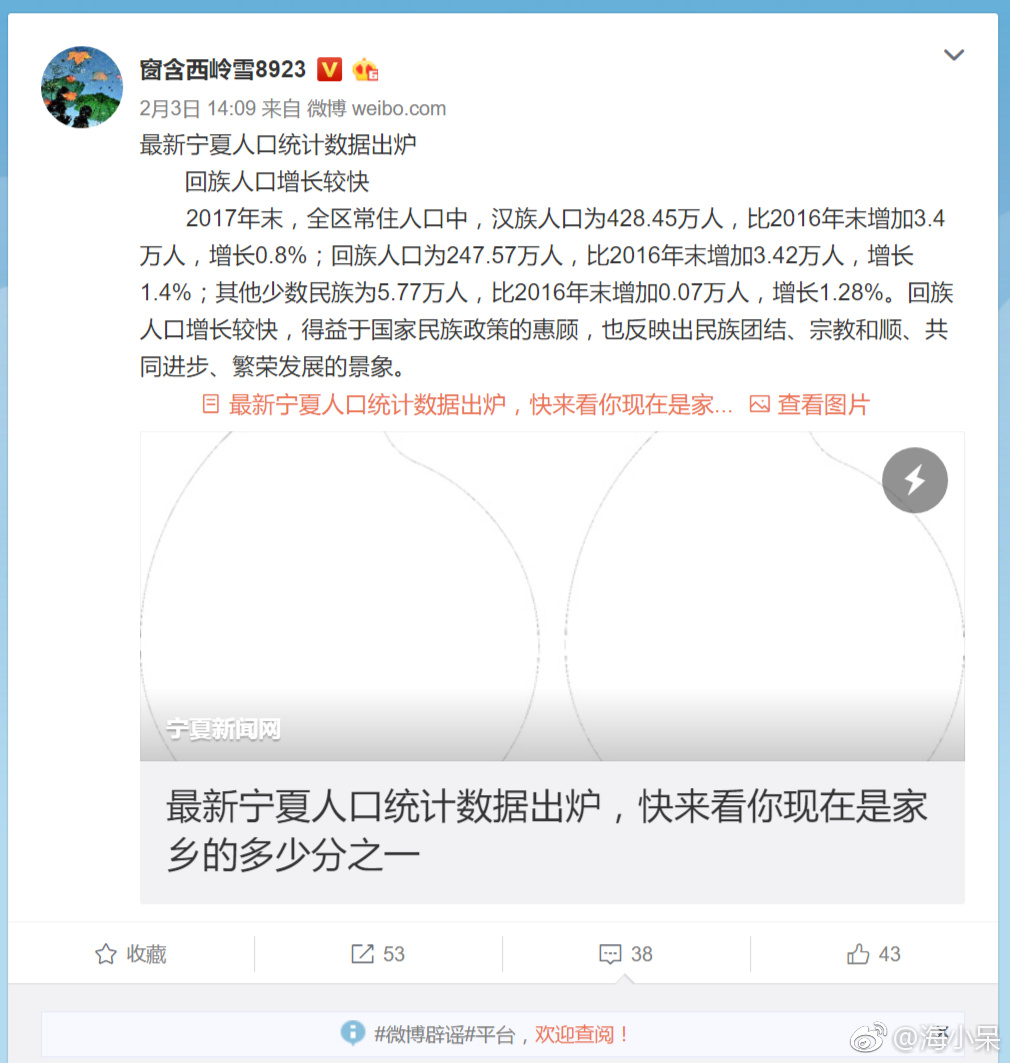 窗含西岭雪8923
2月3日 14:09 来自 微博 weibo.com
最新宁夏人口统计数据出炉
回族人口增长较快
2017年末，全区常住人口中，汉族人口为428.45万人，比2016年末增加3.4
万人，增长0.8%；回族人口为247.57万人，比2016年末增加3.42万人，增长
1.4%；其他少数民族为5.77万人，比2016年末增加0.07万人，增长1.28%。回族
人口增长较快，得益于国家民族政策的惠顾，也反映出民族团结、宗教和顺、共
同进步、繁荣发展的景象。
最新宁夏人口统计数据出炉，快来看你现在是家... 查看图片
宁夏新闻网
最新宁夏人口统计数据出炉，快来看你现在是家
乡的多少分之一
收藏 53 38 43
#微博辟谣#平台，欢迎查阅！
@海小呆